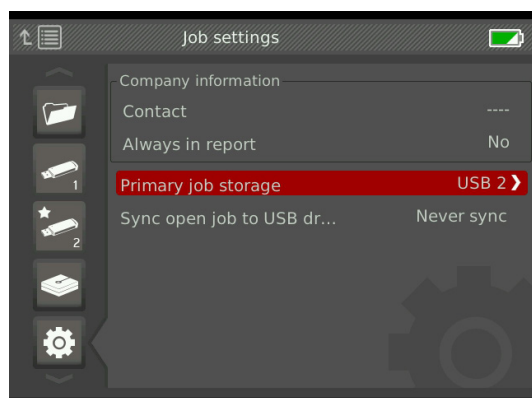 Job settings
Company information
Contact ----
Always in report No
1
Primary job storage USB 2
2
Sync open job to USB dr... Never sync